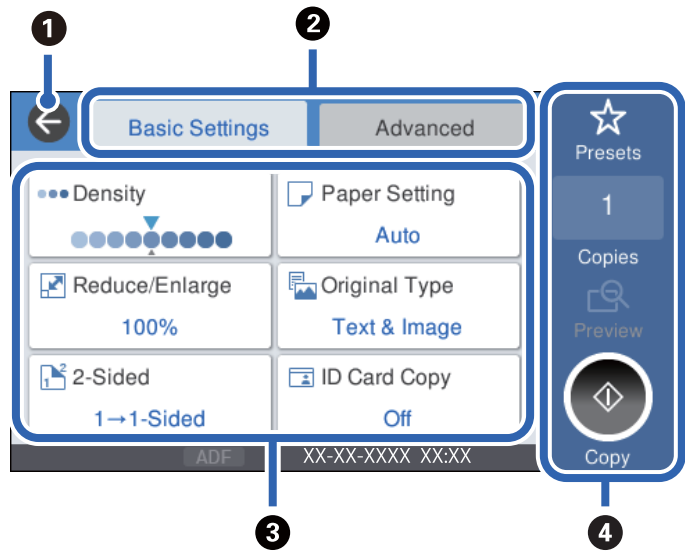 1
2
Basic Settings
Advanced
Presets
Density
Paper Setting
Auto
1
Copies
Reduce/Enlarge
100%
Original Type
Text & Image
Preview
1 2 2-Sided
1→1-Sided
ID Card Copy
Off
Copy
ADF
XX-XX-XXXX XX:XX
3
4